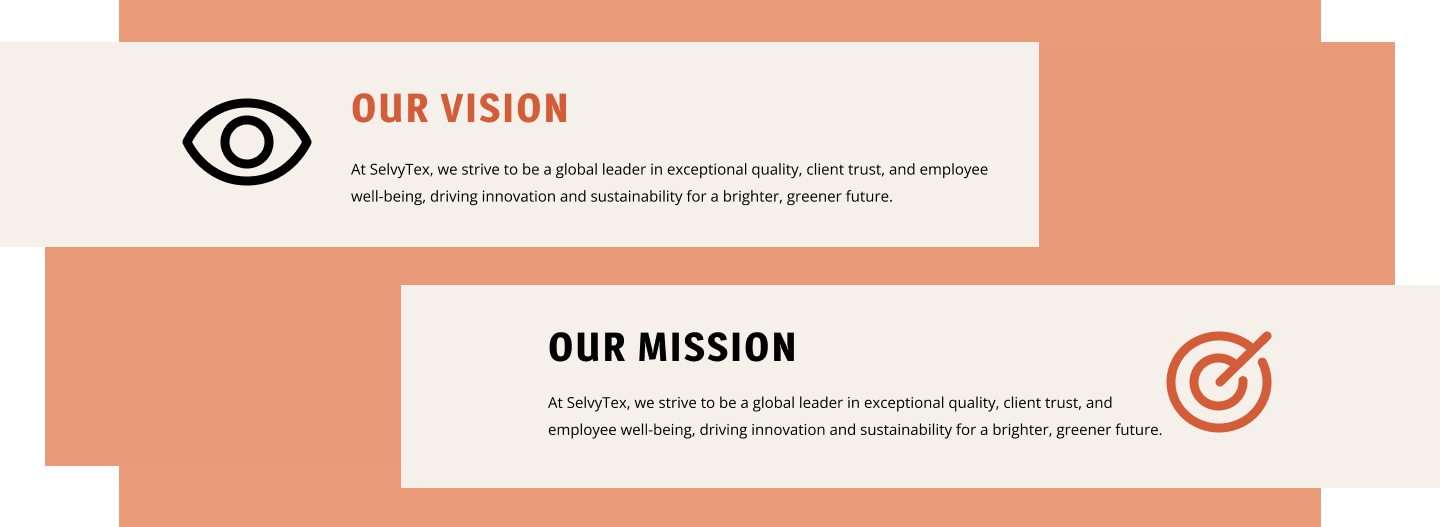 OUR VISION
At SelvyTex, we strive to be a global leader in exceptional quality, client trust, and employee
well-being, driving innovation and sustainability for a brighter, greener future.
OUR MISSION
At SelvyTex, we strive to be a global leader in exceptional quality, client trust, and
employee well-being, driving innovation and sustainability for a brighter, greener future.